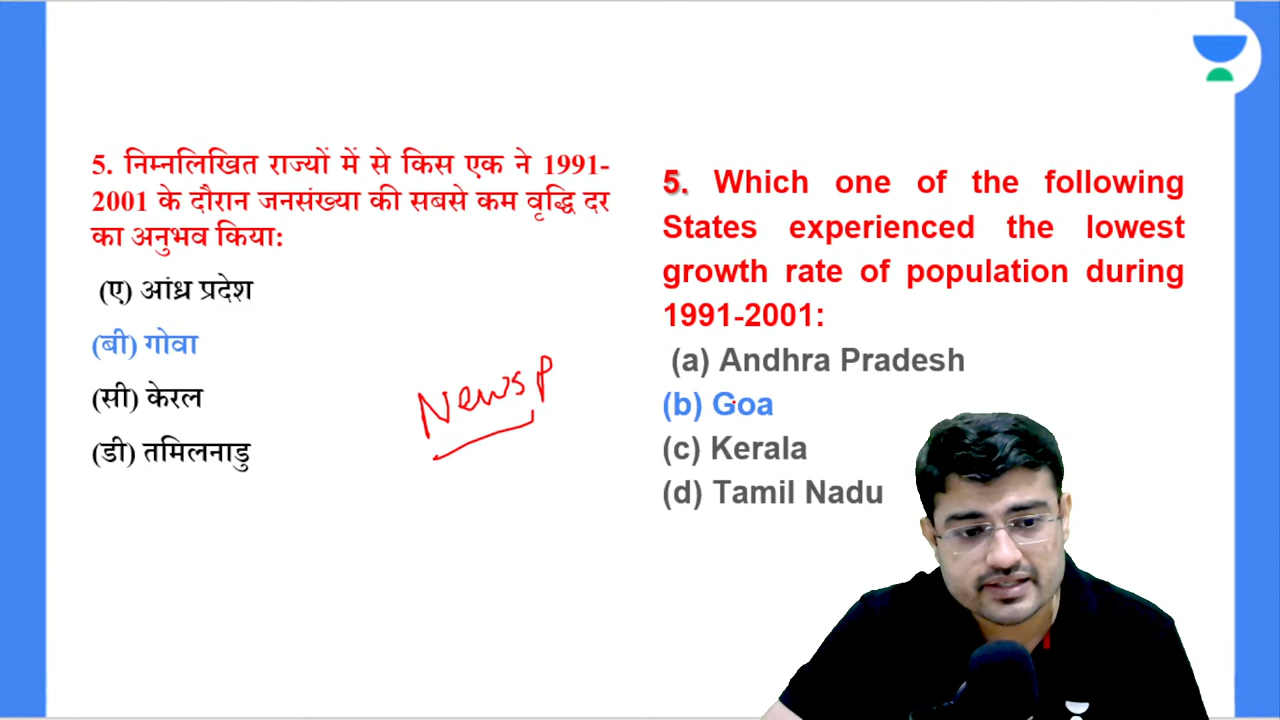 5. निम्नलिखित राज्यों में से किस एक ने 1991-
2001 के दौरान जनसंख्या की सबसे कम वृद्धि दर
का अनुभव किया:
(ए) आंध्र प्रदेश
(बी) गोवा
(सी) केरल
(डी) तमिलनाडु
NewsP
5. Which one of the following
States experienced the lowest
growth rate of population during
1991-2001:
(a) Andhra Pradesh
(b) Goa
(c) Kerala
(d) Tamil Nadu